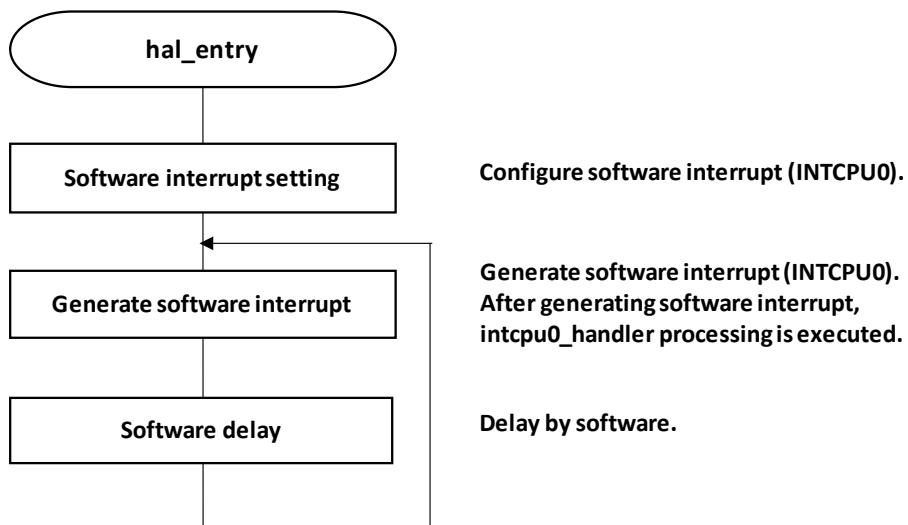 hal_entry
Software interrupt setting
Configure software interrupt (INTCPU0).
Generate software interrupt
Generate software interrupt (INTCPU0).
After generating software interrupt,
intcpu0_handler processing is executed.
Software delay
Delay by software.